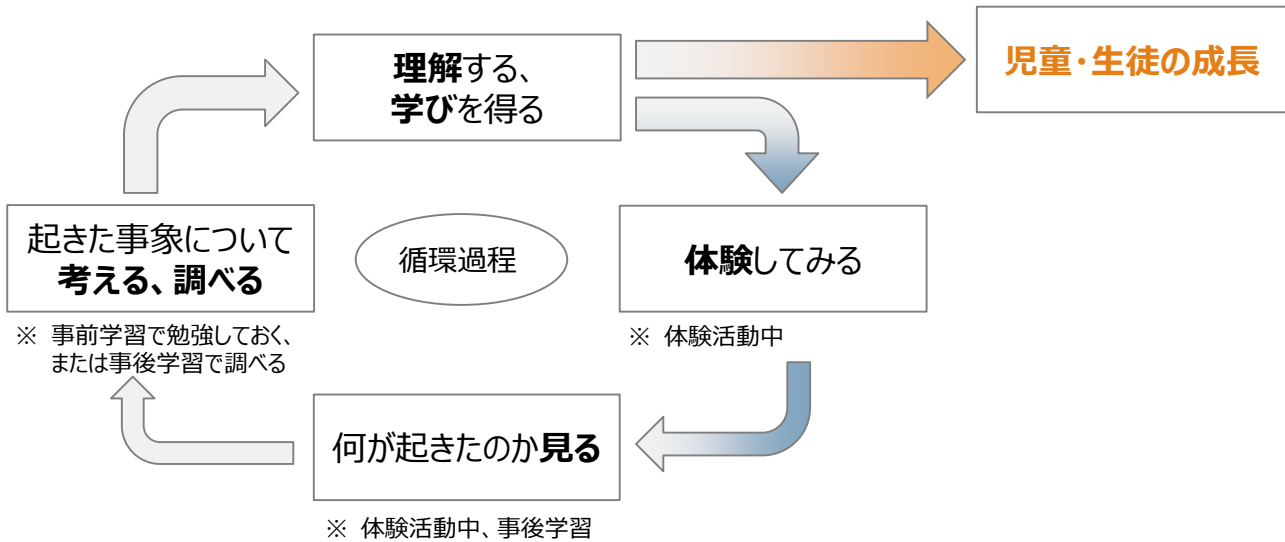 理解する、
学びを得る
児童・生徒の成長
起きた事象について
考える、調べる
循環過程
体験してみる
※ 事前学習で勉強しておく、
または事後学習で調べる
※ 体験活動中
何が起きたのか見る
※ 体験活動中、事後学習